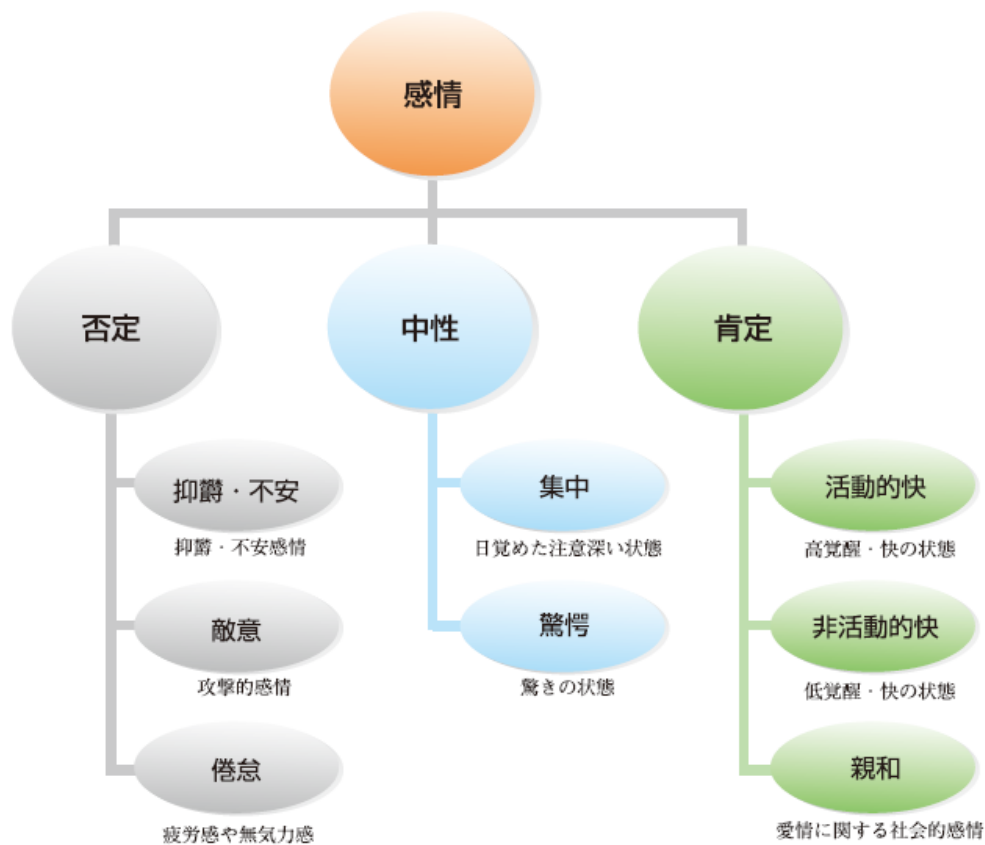 感情
否定
中性
肯定
抑欝・不安
抑欝・不安感情
敵意
攻撃的感情
倦怠
疲労感や無気力感
集中
日覚めた注意深い状態
驚愕
驚きの状態
活動的快
高覚醒・快の状態
非活動的快
低覚醒・快の状態
親和
愛情に関する社会的感情